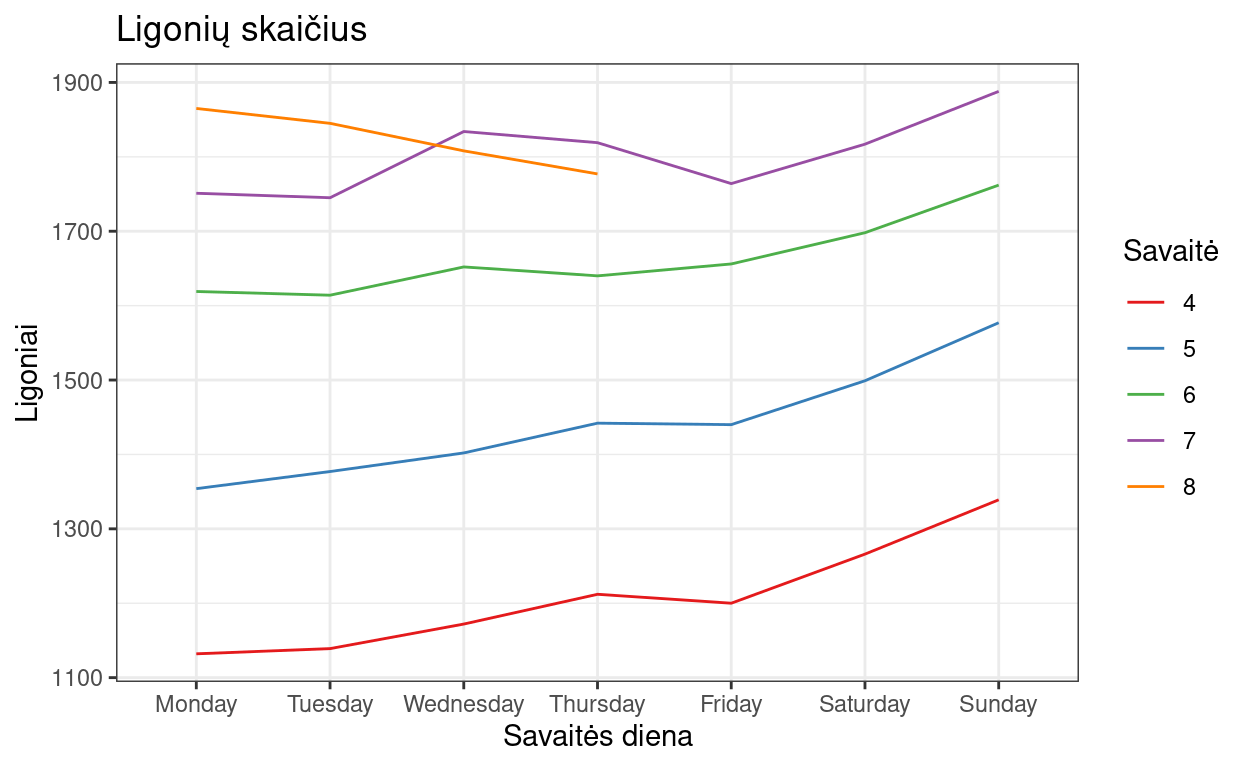 Ligonių skaičius
1900
1700
1500
1300
1100
Ligoniai
Monday Tuesday Wednesday Thursday Friday Saturday Sunday
Savaitės diena
Savaitė
4
5
6
7
8